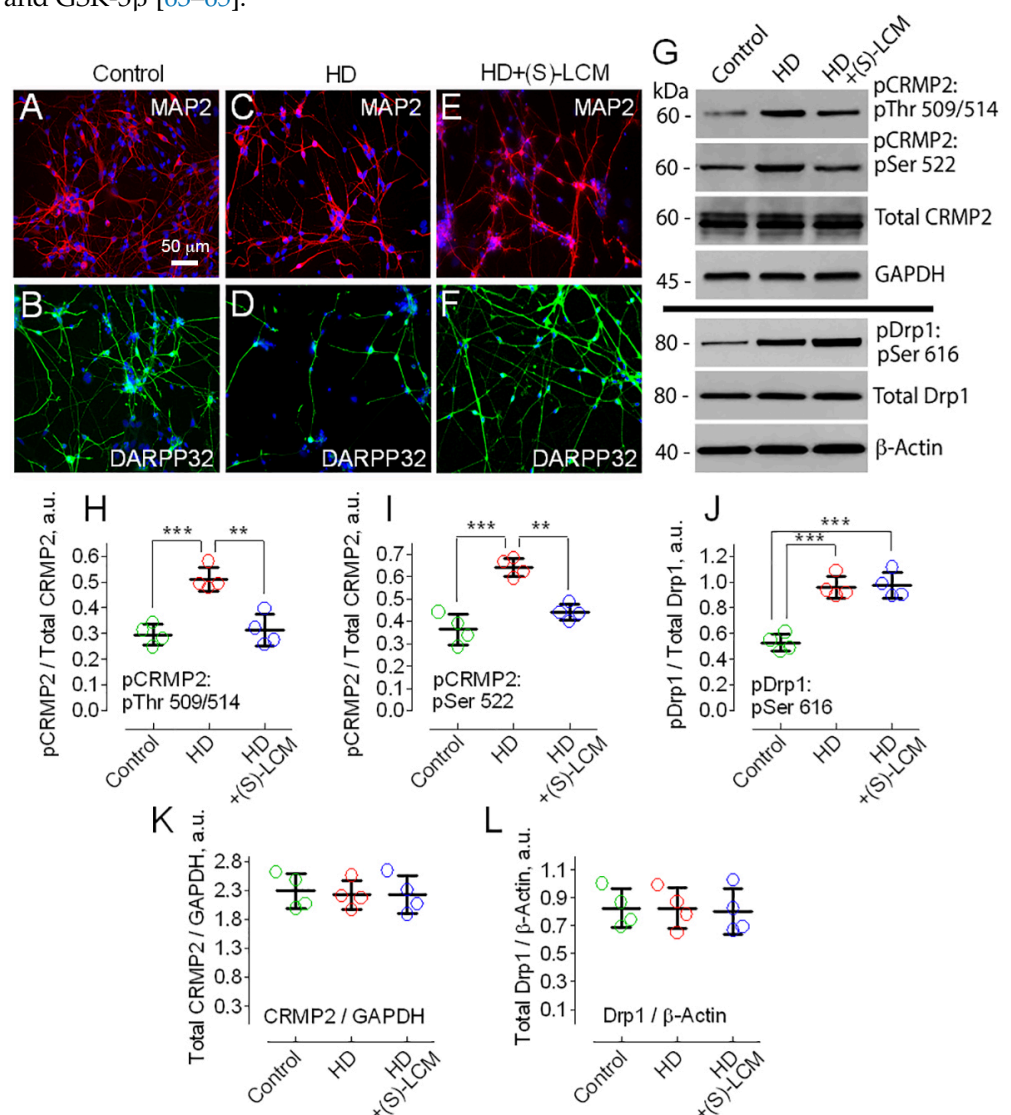 and GSK-3β [63–65].
Control
HD
HD+(S)-LCM
A
MAP2
C
MAP2
E
MAP2
50 μm
B
DARPP32
D
DARPP32
F
DARPP32
G
Control
HD
HD
+(S)-LCM
kDa
60 -
pCRMP2:
pThr 509/514
60 -
pCRMP2:
pSer 522
60 -
Total CRMP2
45 -
GAPDH
80 -
pDrp1:
pSer 616
80 -
Total Drp1
40 -
β-Actin
H
pCRMP2 / Total CRMP2, a.u.
***
**
0.6
0.5
0.4
0.3
0.2
0.1
0.0
pCRMP2:
pThr 509/514
Control
HD
HD
+(S)-LCM
I
pCRMP2 / Total CRMP2, a.u.
***
**
0.7
0.6
0.5
0.4
0.3
0.2
0.1
0.0
pCRMP2:
pSer 522
Control
HD
HD
+(S)-LCM
J
pDrp1 / Total Drp1, a.u.
***
***
1.2
1.0
0.8
0.6
0.4
0.2
0.0
pDrp1:
pSer 616
Control
HD
HD
+(S)-LCM
K
Total CRMP2 / GAPDH, a.u.
2.8
2.3
1.8
1.3
0.8
0.3
CRMP2 / GAPDH
Control
HD
HD
+(S)-LCM
L
Total Drp1 / β-Actin, a.u.
1.1
0.9
0.7
0.5
0.3
0.1
Drp1 / β-Actin
Control
HD
HD
+(S)-LCM